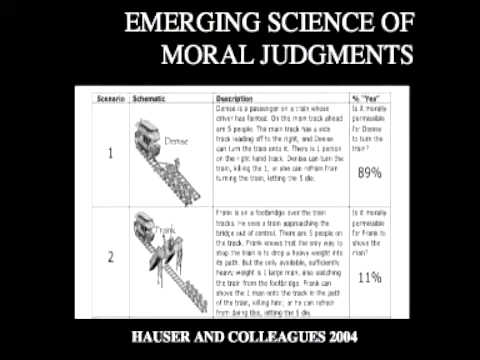 EMERGING SCIENCE OF
MORAL JUDGMENTS
Scenario Schematic Description % "Yes"
1
Denise
Denise is a passenger on a train whose
driver has fainted. On the main track ahead
are 5 people. The main track has a side
track leading off to the right, and Denise
can turn the train onto it. There is 1 person
on the right hand track. Denise can turn the
train, killing the 1, or she can refrain from
turning the train, letting the 5 die.
Is it morally
permissible
for Denise
to turn the
train?
89%
2
Frank
Frank is on a footbridge over the train
tracks. He sees a train approaching the
bridge out of control. There are 5 people on
the track. Frank knows that the only way to
stop the train is to drop a heavy weight into
its path. But the only available, sufficiently
heavy weight is 1 large man, also watching
the train from the footbridge. Frank can
shove the 1 man onto the track in the path
of the train, killing him; or he can refrain
from doing this, letting the 5 die.
Is it morally
permissible
for Frank to
shove the
man?
11%
HAUSER AND COLLEAGUES 2004